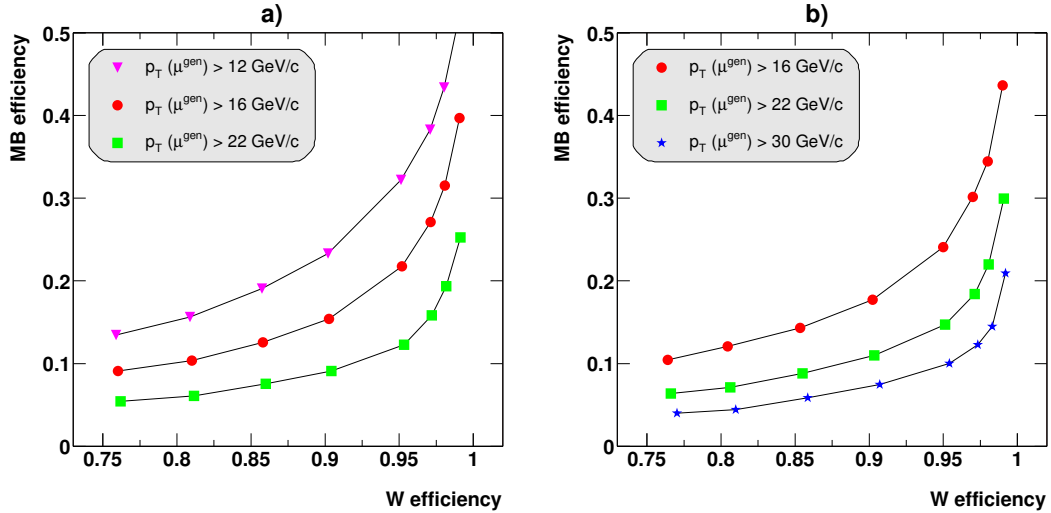 a)
MB efficiency
0.5
0.4
0.3
0.2
0.1
0
p_T (μ^gen) > 12 GeV/c
p_T (μ^gen) > 16 GeV/c
p_T (μ^gen) > 22 GeV/c
0.75 0.8 0.85 0.9 0.95 1
W efficiency
b)
MB efficiency
0.5
0.4
0.3
0.2
0.1
0
p_T (μ^gen) > 16 GeV/c
p_T (μ^gen) > 22 GeV/c
p_T (μ^gen) > 30 GeV/c
0.75 0.8 0.85 0.9 0.95 1
W efficiency